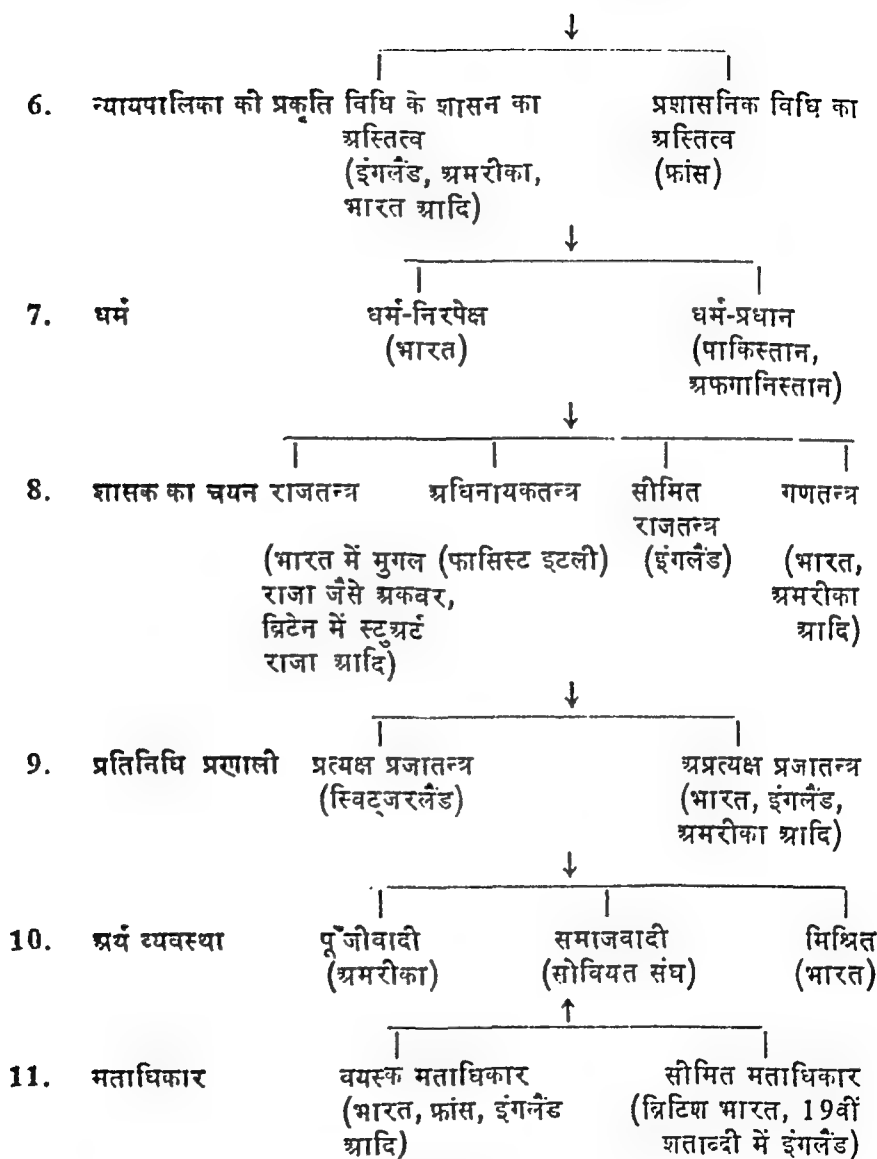 6. न्यायपालिका की प्रकृति विधि के शासन का प्रशासनिक विधि का
अस्तित्व अस्तित्व
(इंगलैंड, अमरीका, (फांस)
भारत आदि)
7. धर्म धर्म-निरपेक्ष धर्म-प्रधान
(भारत) (पाकिस्तान,
अफगानिस्तान)
8. शासक का चयन राजतन्त्र अधिनायकतन्त्र सीमित गणतन्त्र
राजतन्त्र
(भारत में मुगल (फासिस्ट इटली) (इंगलैंड) (भारत,
राजा जैसे अकबर, अमरीका
ब्रिटेन में स्टुअर्ट आदि)
राजा आदि)
9. प्रतिनिधि प्रणाली प्रत्यक्ष प्रजातन्त्र अप्रत्यक्ष प्रजातन्त्र
(स्विट्जरलैंड) (भारत, इंगलैंड,
अमरीका आदि)
10. अर्थ व्यवस्था पूँजीवादी समाजवादी मिश्रित
(अमरीका) (सोवियत संघ) (भारत)
11. मताधिकार वयस्क मताधिकार सीमित मताधिकार
(भारत, फ्रांस, इंगलैंड (ब्रिटिश भारत, 19वीं
आदि) शताब्दी में इंगलैंड)